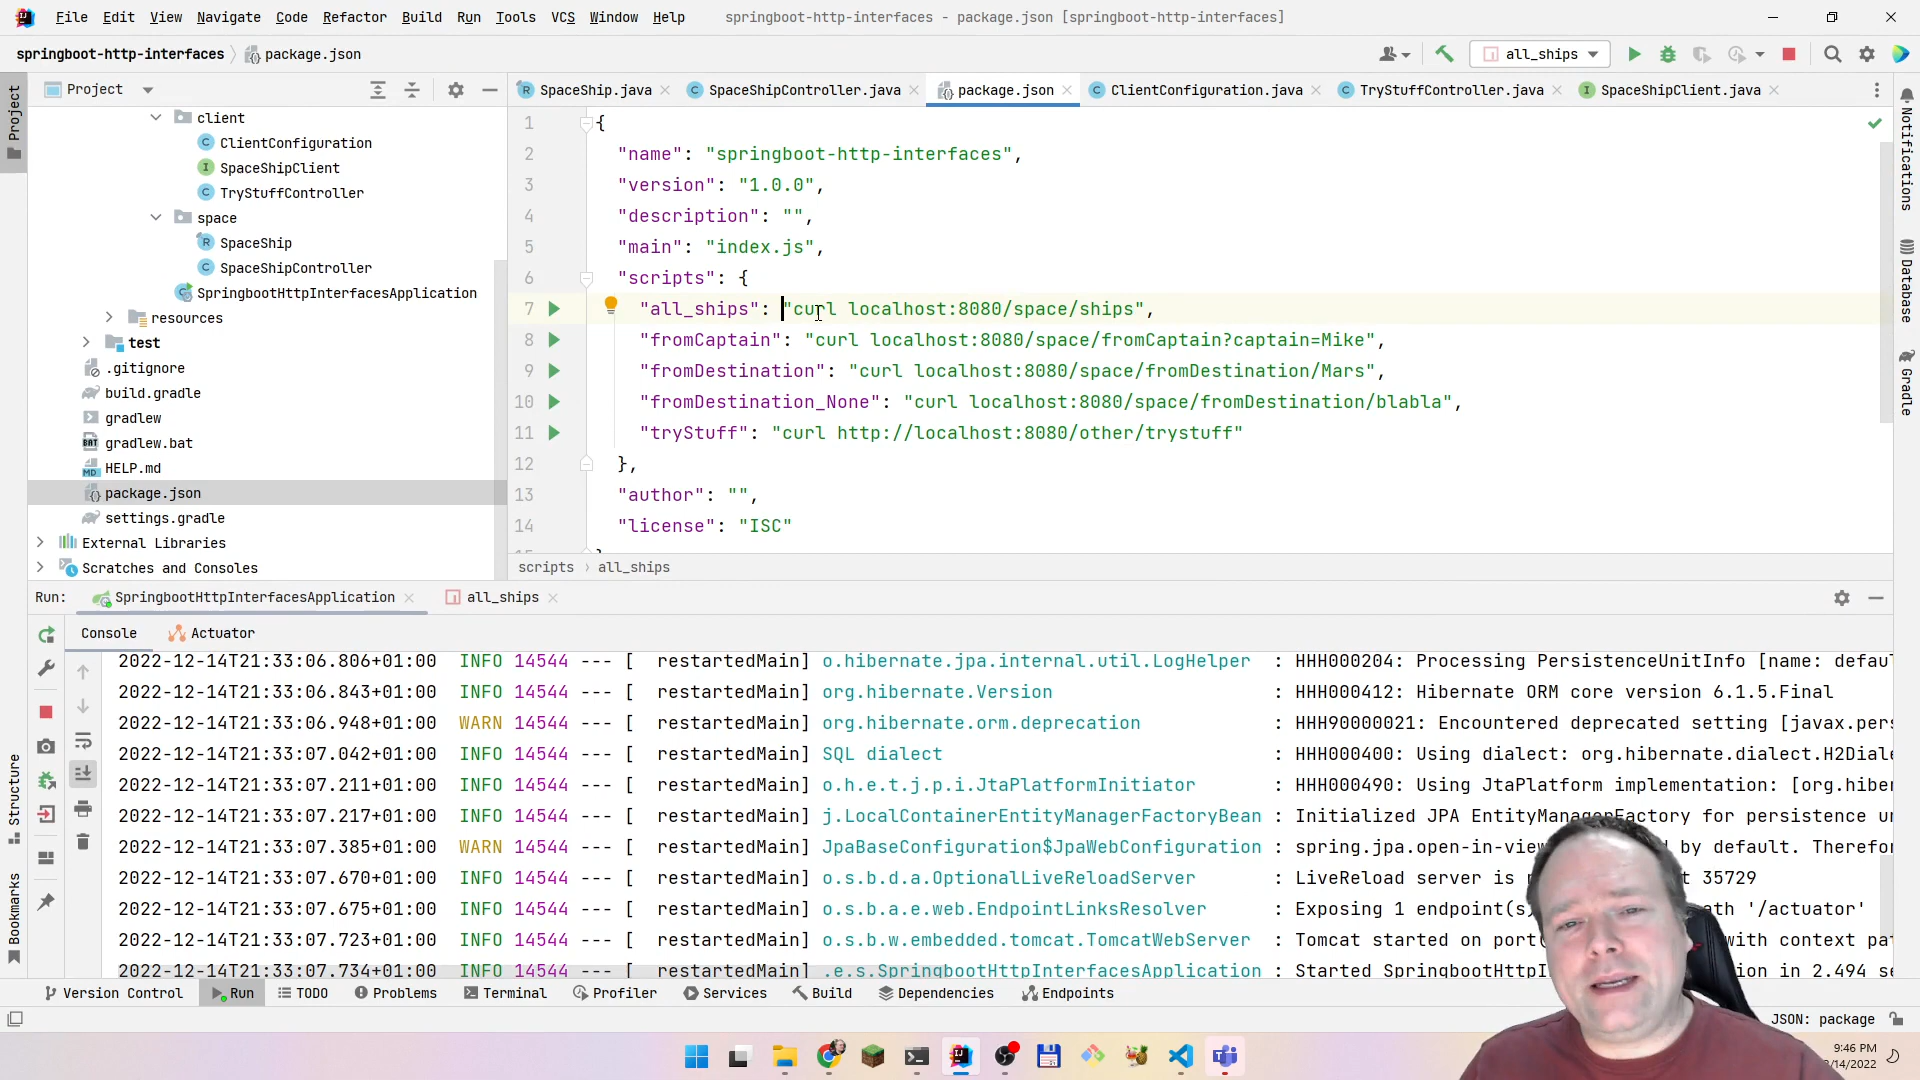 File Edit View Navigate Code Refactor Build Run Tools VCS Window Help springboot-http-interfaces - package.json [springboot-http-interfaces]
springboot-http-interfaces package.json all_ships
Project
SpaceShip.java SpaceShipController.java package.json ClientConfiguration.java TryStuffController.java SpaceShipClient.java
Project
client
ClientConfiguration
SpaceShipClient
TryStuffController
space
SpaceShip
SpaceShipController
SpringbootHttpInterfacesApplication
resources
test
.gitignore
build.gradle
gradlew
gradlew.bat
HELP.md
package.json
settings.gradle
External Libraries
Scratches and Consoles
1 {
2 "name": "springboot-http-interfaces",
3 "version": "1.0.0",
4 "description": "",
5 "main": "index.js",
6 "scripts": {
7 "all_ships": "curl localhost:8080/space/ships",
8 "fromCaptain": "curl localhost:8080/space/fromCaptain?captain=Mike",
9 "fromDestination": "curl localhost:8080/space/fromDestination/Mars",
10 "fromDestination_None": "curl localhost:8080/space/fromDestination/blabla",
11 "tryStuff": "curl http://localhost:8080/other/trystuff"
12 },
13 "author": "",
14 "license": "ISC"
scripts › all_ships
Notifications
Database
Gradle
Run: SpringbootHttpInterfacesApplication all_ships
Console Actuator
2022-12-14T21:33:06.806+01:00 INFO 14544 --- [ restartedMain] o.hibernate.jpa.internal.util.LogHelper : HHH000204: Processing PersistenceUnitInfo [name: defau
2022-12-14T21:33:06.843+01:00 INFO 14544 --- [ restartedMain] org.hibernate.Version : HHH000412: Hibernate ORM core version 6.1.5.Final
2022-12-14T21:33:06.948+01:00 WARN 14544 --- [ restartedMain] org.hibernate.orm.deprecation : HHH90000021: Encountered deprecated setting [javax.pers
2022-12-14T21:33:07.042+01:00 INFO 14544 --- [ restartedMain] SQL dialect : HHH000400: Using dialect: org.hibernate.dialect.H2Diale
2022-12-14T21:33:07.211+01:00 INFO 14544 --- [ restartedMain] o.h.e.t.j.p.i.JtaPlatformInitiator : HHH000490: Using JtaPlatform implementation: [org.hiber
2022-12-14T21:33:07.217+01:00 INFO 14544 --- [ restartedMain] j.LocalContainerEntityManagerFactoryBean : Initialized JPA EntityManagerFactory for persistence un
2022-12-14T21:33:07.385+01:00 WARN 14544 --- [ restartedMain] JpaBaseConfiguration$JpaWebConfiguration : spring.jpa.open-in-view by default. Therefor
2022-12-14T21:33:07.670+01:00 INFO 14544 --- [ restartedMain] o.s.b.d.a.OptionalLiveReloadServer : LiveReload server is 35729
2022-12-14T21:33:07.675+01:00 INFO 14544 --- [ restartedMain] o.s.b.a.e.web.EndpointLinksResolver : Exposing 1 endpoint(s) '/actuator'
2022-12-14T21:33:07.723+01:00 INFO 14544 --- [ restartedMain] o.s.b.w.embedded.tomcat.TomcatWebServer : Tomcat started on port( with context pat
2022-12-14T21:33:07.734+01:00 INFO 14544 --- [ restartedMain] .e.s.SpringbootHttpInterfacesApplication : Started SpringbootHttpI ion in 2.494 se
Structure
Bookmarks
Version Control Run TODO Problems Terminal Profiler Services Build Dependencies Endpoints
JSON: package
9:46 PM
/14/2022